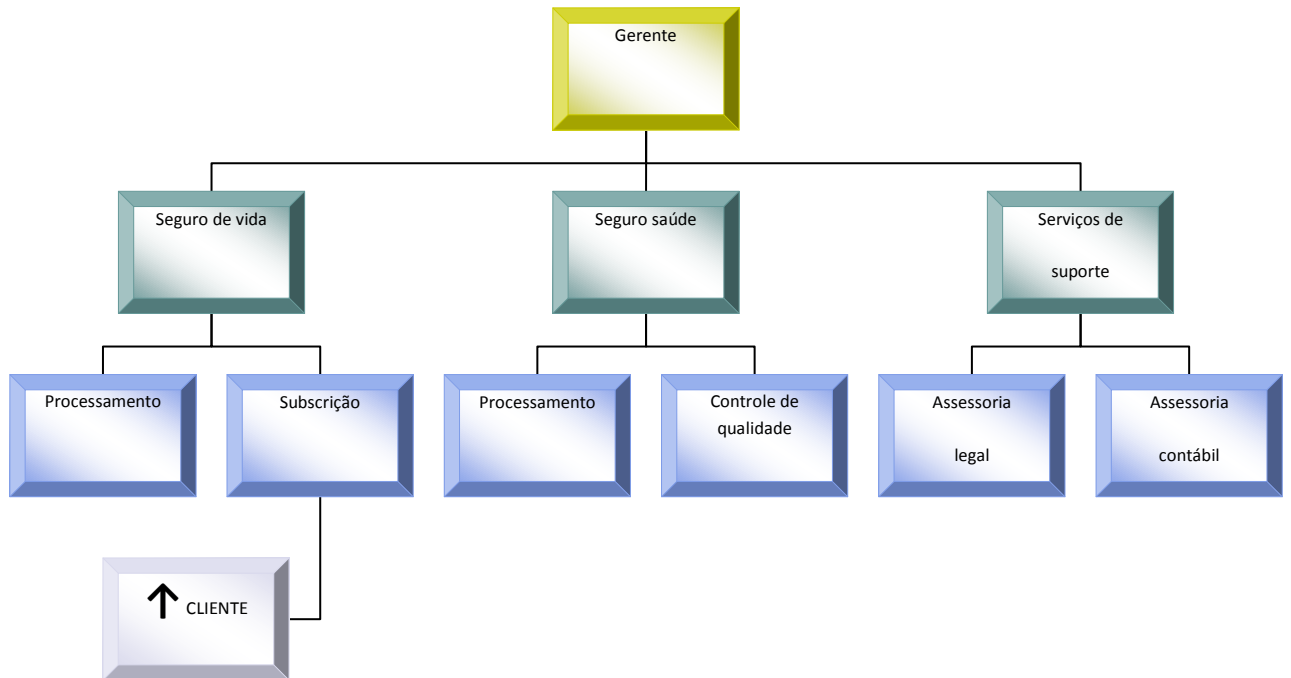 Gerente
Seguro de vida
Seguro saúde
Serviços de
suporte
Processamento
Subscrição
Processamento
Controle de
qualidade
Assessoria
legal
Assessoria
contábil
↑ CLIENTE